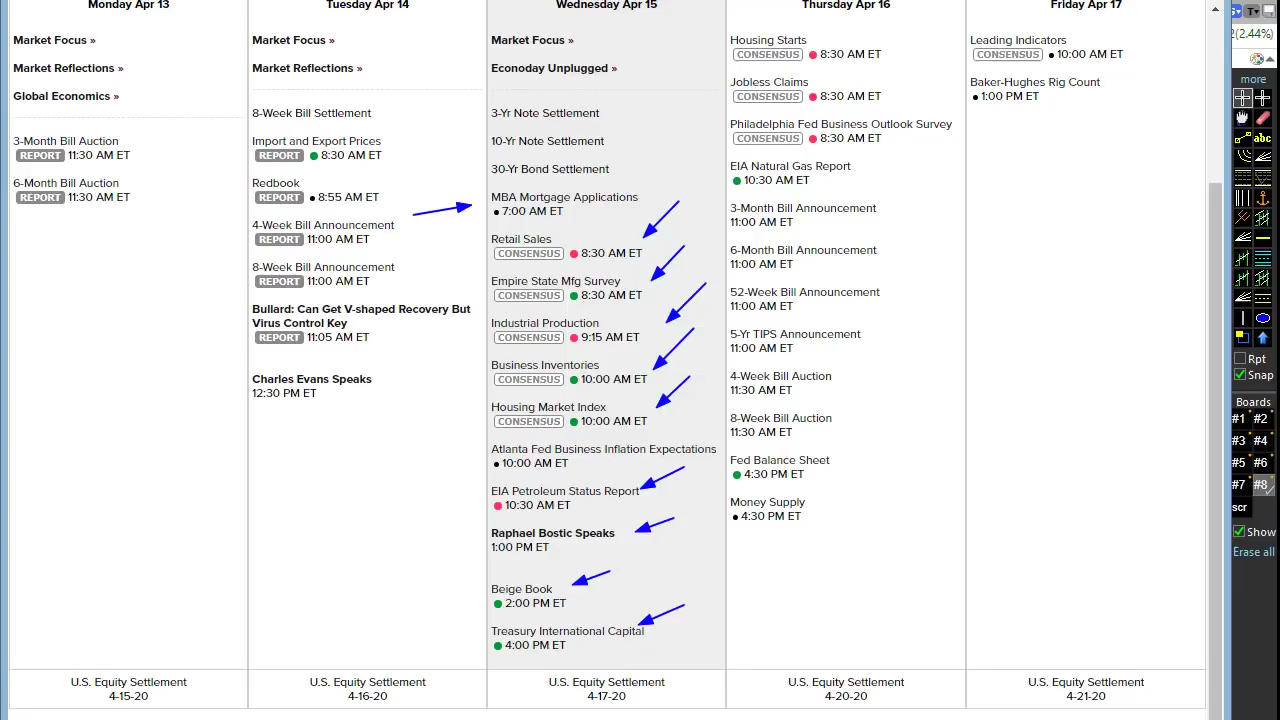 Monday Apr 13
Market Focus »
Market Reflections »
Global Economics »
3-Month Bill Auction
REPORT 11:30 AM ET
6-Month Bill Auction
REPORT 11:30 AM ET
U.S. Equity Settlement
4-15-20
Tuesday Apr 14
Market Focus »
Market Reflections »
8-Week Bill Settlement
Import and Export Prices
REPORT 8:30 AM ET
Redbook
REPORT 8:55 AM ET
4-Week Bill Announcement
REPORT 11:00 AM ET
8-Week Bill Announcement
REPORT 11:00 AM ET
Bullard: Can Get V-shaped Recovery But
Virus Control Key
REPORT 11:05 AM ET
Charles Evans Speaks
12:30 PM ET
U.S. Equity Settlement
4-16-20
Wednesday Apr 15
Market Focus »
Econoday Unplugged »
3-Yr Note Settlement
10-Yr Note Settlement
30-Yr Bond Settlement
MBA Mortgage Applications
7:00 AM ET
Retail Sales
CONSENSUS 8:30 AM ET
Empire State Mfg Survey
CONSENSUS 8:30 AM ET
Industrial Production
CONSENSUS 9:15 AM ET
Business Inventories
CONSENSUS 10:00 AM ET
Housing Market Index
CONSENSUS 10:00 AM ET
Atlanta Fed Business Inflation Expectations
10:00 AM ET
EIA Petroleum Status Report
10:30 AM ET
Raphael Bostic Speaks
1:00 PM ET
Beige Book
2:00 PM ET
Treasury International Capital
4:00 PM ET
U.S. Equity Settlement
4-17-20
Thursday Apr 16
Housing Starts
CONSENSUS 8:30 AM ET
Jobless Claims
CONSENSUS 8:30 AM ET
Philadelphia Fed Business Outlook Survey
CONSENSUS 8:30 AM ET
EIA Natural Gas Report
10:30 AM ET
3-Month Bill Announcement
11:00 AM ET
6-Month Bill Announcement
11:00 AM ET
52-Week Bill Announcement
11:00 AM ET
5-Yr TIPS Announcement
11:00 AM ET
4-Week Bill Auction
11:30 AM ET
8-Week Bill Auction
11:30 AM ET
Fed Balance Sheet
4:30 PM ET
Money Supply
4:30 PM ET
U.S. Equity Settlement
4-20-20
Friday Apr 17
Leading Indicators
CONSENSUS 10:00 AM ET
Baker-Hughes Rig Count
1:00 PM ET
U.S. Equity Settlement
4-21-20
T
2(2.44%)
more
abc
Rpt
Snap
Boards
#1 #2
#3 #4
#5 #6
#7 #8
scr
Show
Erase all